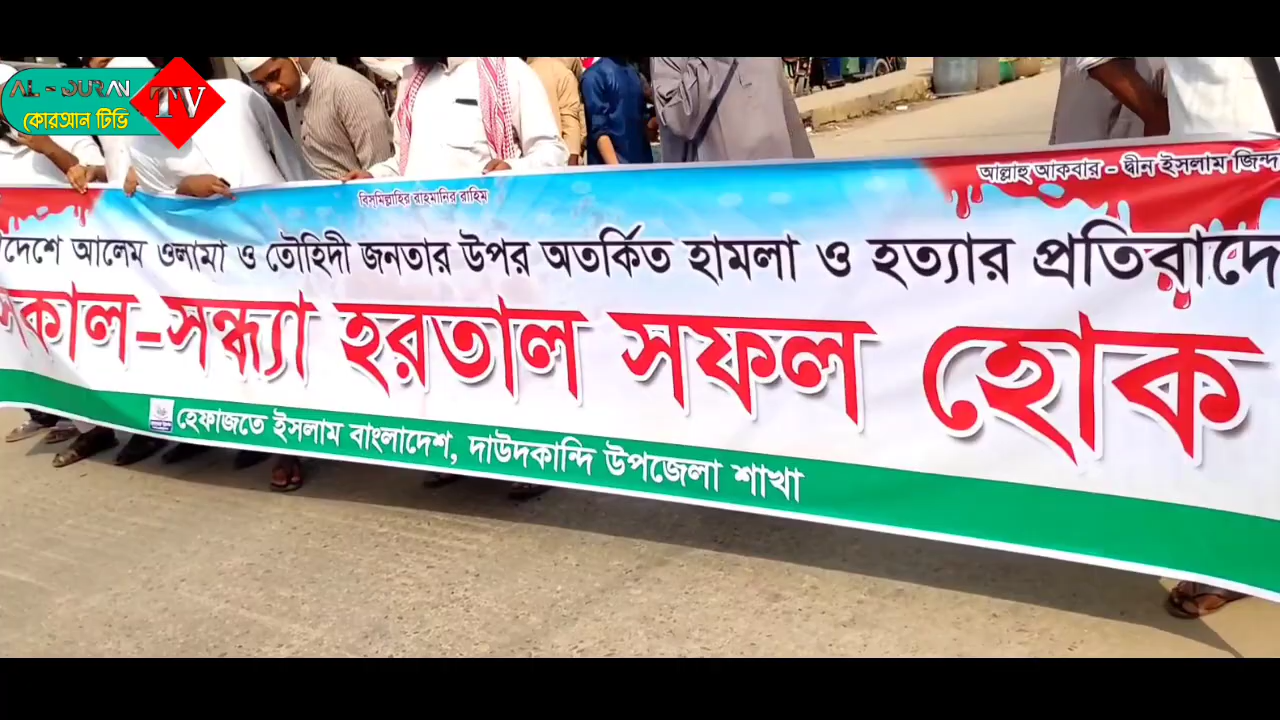 AL - QURAN
কোরআন টিভি
TV
আল্লাহু আকবার - দ্বীন ইসলাম জিন্দ
বিসমিল্লাহির রাহমানির রাহিম
াদেশে আলেম ওলামা ও তৌহিদী জনতার উপর অতর্কিত হামলা ও হত্যার প্রতিবাদে
সকাল-সন্ধ্যা হরতাল সফল হোক
হেফাজতে ইসলাম বাংলাদেশ, দাউদকান্দি উপজেলা শাখা